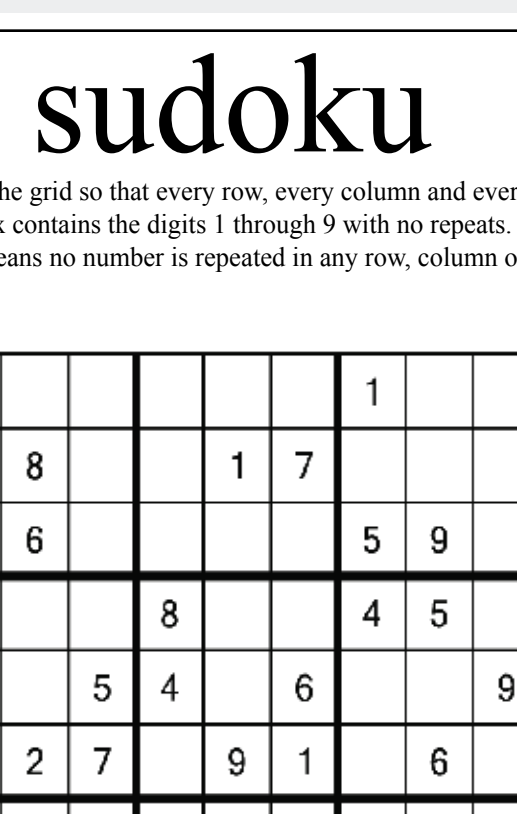 sudoku
he grid so that every row, every column and ever
x contains the digits 1 through 9 with no repeats.
eans no number is repeated in any row, column o
1
8 1 7
6 5 9
8 4 5
5 4 6 9
2 7 9 1 6